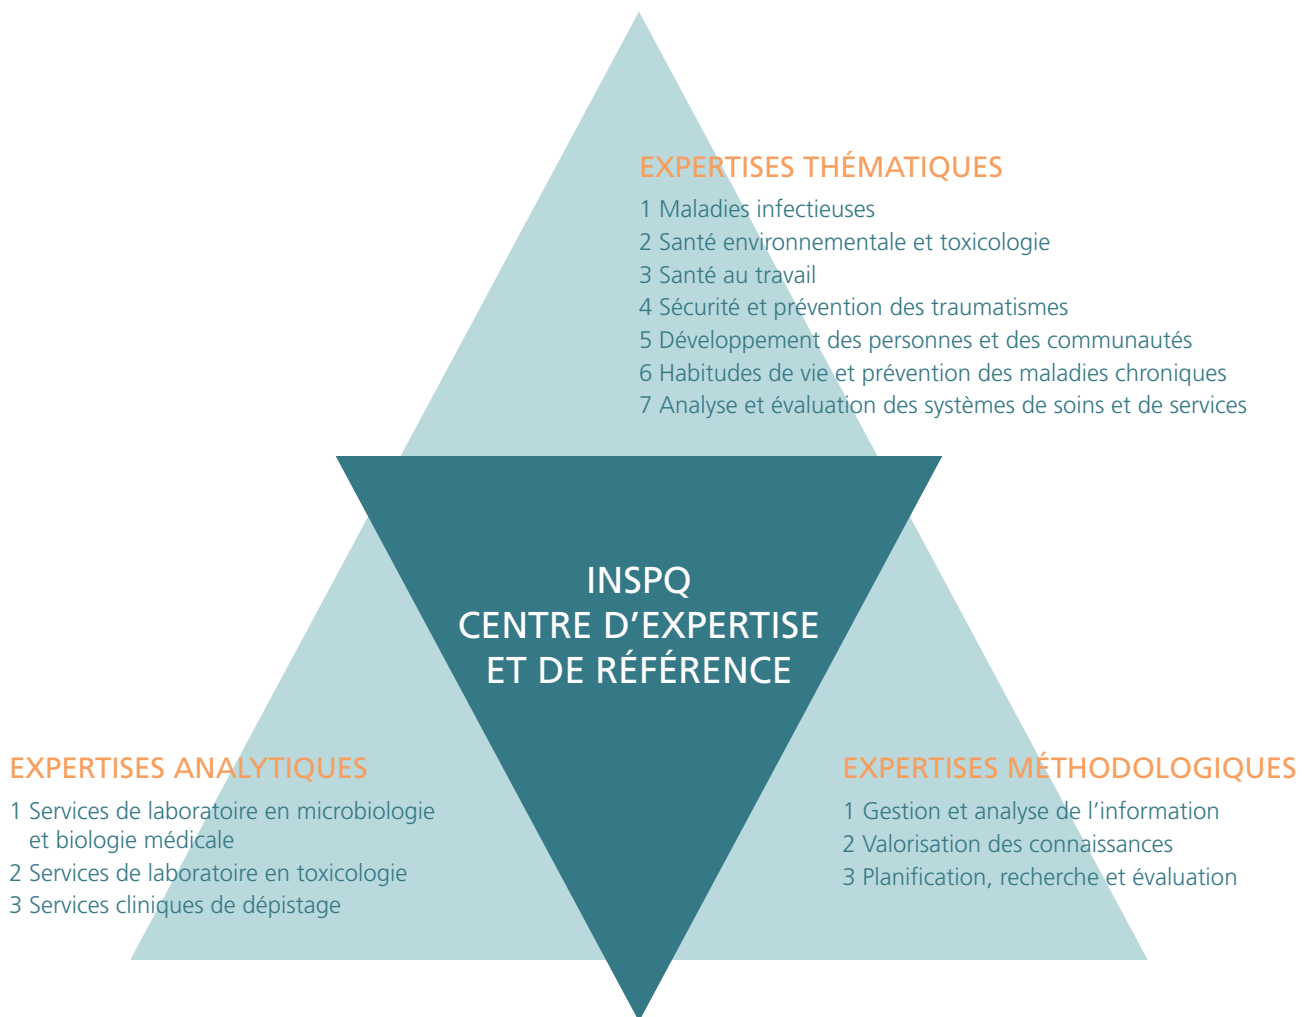 EXPERTISES THÉMATIQUES
1 Maladies infectieuses
2 Santé environnementale et toxicologie
3 Santé au travail
4 Sécurité et prévention des traumatismes
5 Développement des personnes et des communautés
6 Habitudes de vie et prévention des maladies chroniques
7 Analyse et évaluation des systèmes de soins et de services
INSPQ
CENTRE D’EXPERTISE
ET DE RÉFÉRENCE
EXPERTISES ANALYTIQUES
1 Services de laboratoire en microbiologie
et biologie médicale
2 Services de laboratoire en toxicologie
3 Services cliniques de dépistage
EXPERTISES MÉTHODOLOGIQUES
1 Gestion et analyse de l’information
2 Valorisation des connaissances
3 Planification, recherche et évaluation